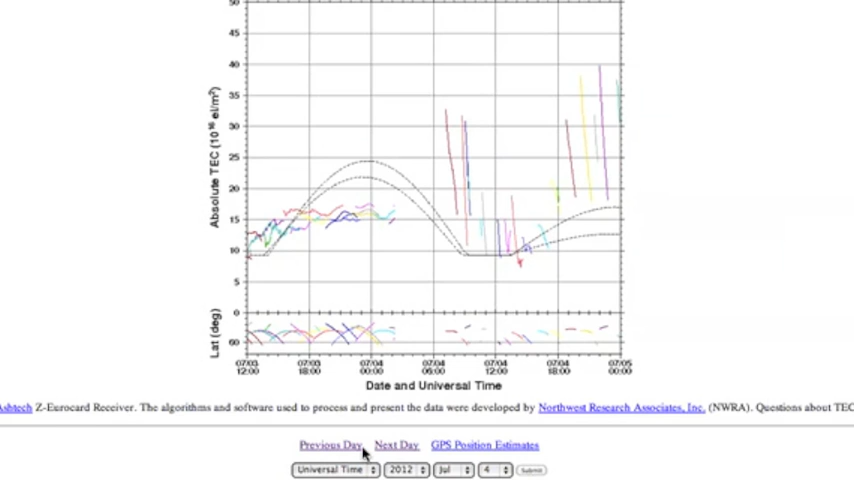 50
45
40
35
30
25
20
15
10
5
0
60
Absolute TEC (10¹⁶ el/m²)
Lat (deg)
07/03 07/03 07/04 07/04 07/04 07/04 07/05
12:00 18:00 00:00 06:00 12:00 18:00 00:00
Date and Universal Time
Ashtech Z-Eurocard Receiver. The algorithms and software used to process and present the data were developed by Northwest Research Associates, Inc. (NWRA). Questions about TEC
Previous Day Next Day GPS Position Estimates
Universal Time 2012 Jul 4 Submit